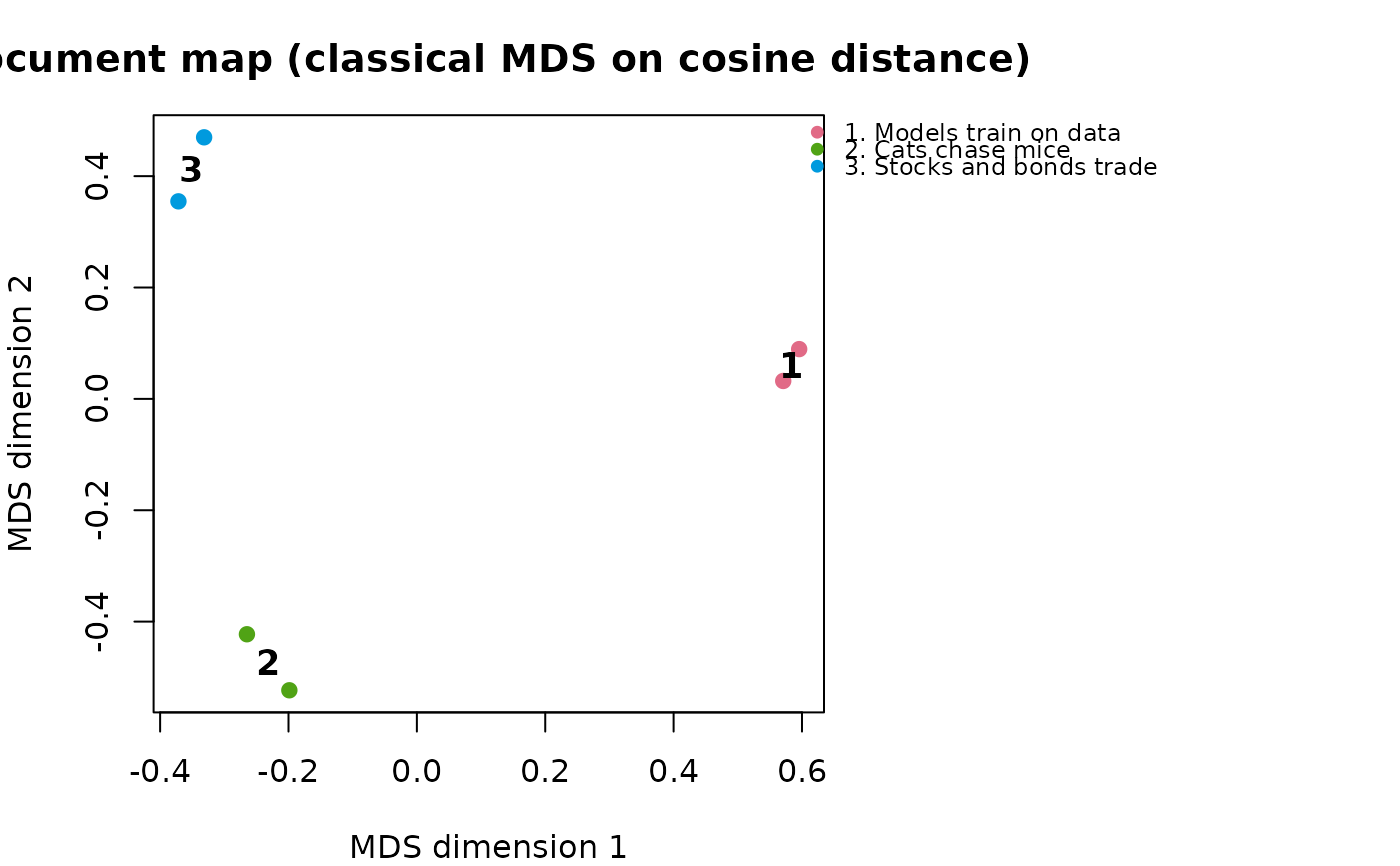 ocument map (classical MDS on cosine distance)
1. Models train on data
2. Cats chase mice
3. Stocks and bonds trade
3
1
2
MDS dimension 2
0.4
0.2
0.0
-0.2
-0.4
-0.4 -0.2 0.0 0.2 0.4 0.6
MDS dimension 1